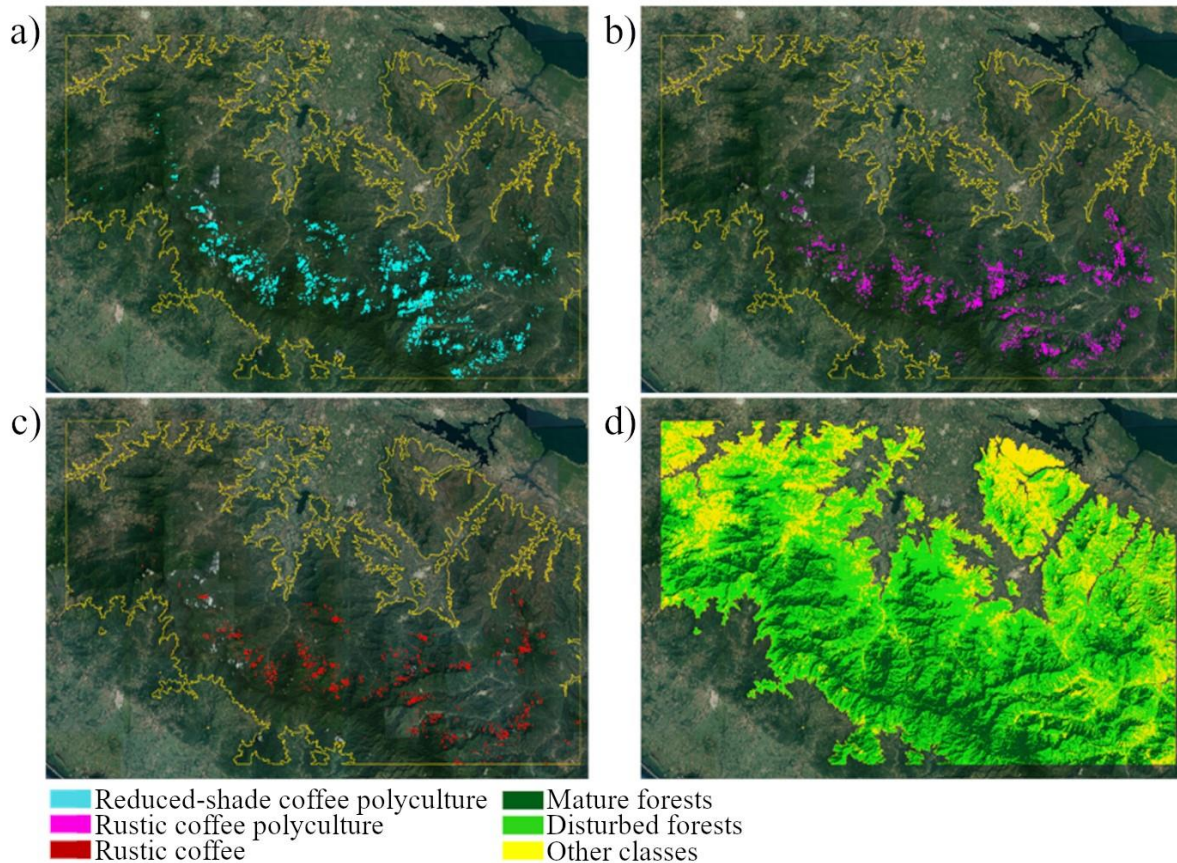 a)
b)
c)
d)
Reduced-shade coffee polyculture
Rustic coffee polyculture
Rustic coffee
Mature forests
Disturbed forests
Other classes